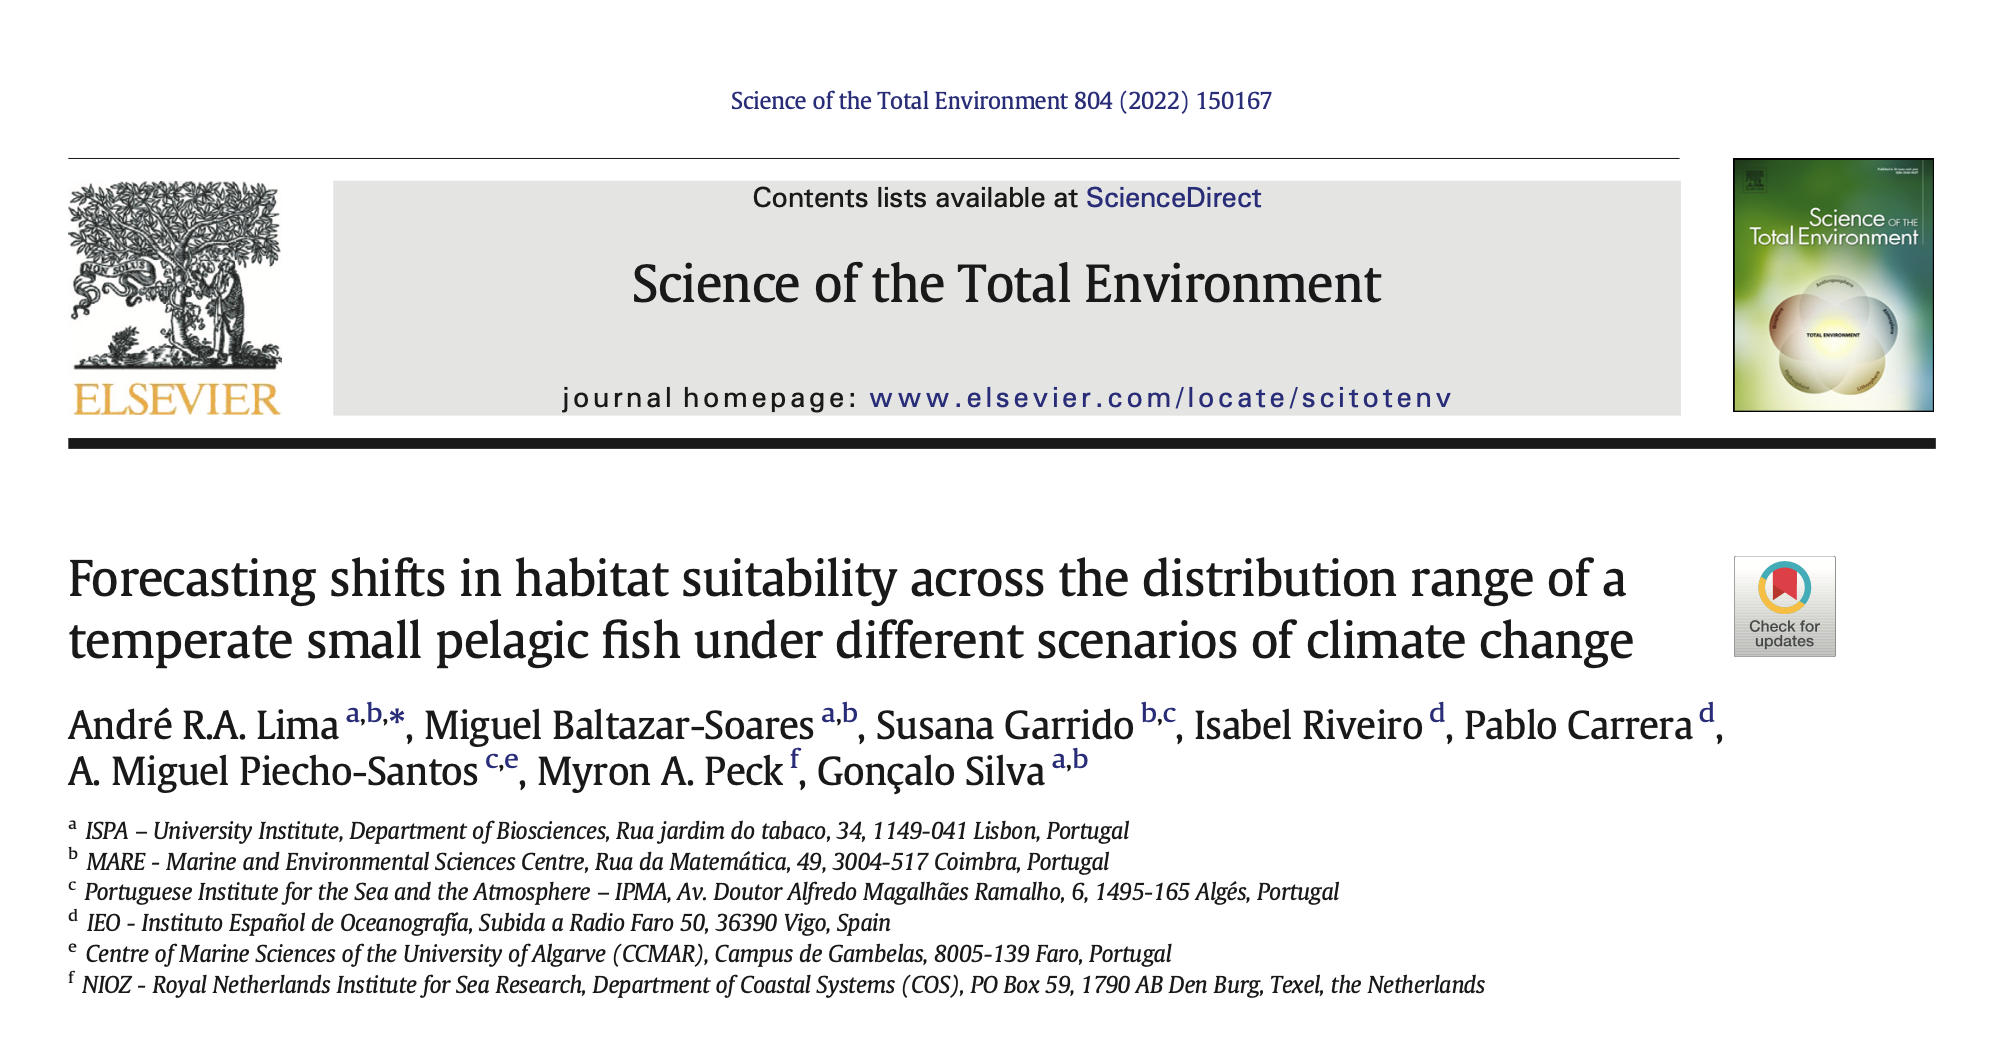 Science of the Total Environment 804 (2022) 150167
Contents lists available at ScienceDirect
Science of the Total Environment
journal homepage: www.elsevier.com/locate/scitotenv
NON SOLUS
ELSEVIER
Science OF THE
Total Environment
TOTAL ENVIRONMENT
Forecasting shifts in habitat suitability across the distribution range of a
temperate small pelagic fish under different scenarios of climate change
Check for
updates
André R.A. Lima a,b,*, Miguel Baltazar-Soares a,b, Susana Garrido b,c, Isabel Riveiro d, Pablo Carrera d,
A. Miguel Piecho-Santos c,e, Myron A. Peck f, Gonçalo Silva a,b
a ISPA – University Institute, Department of Biosciences, Rua jardim do tabaco, 34, 1149-041 Lisbon, Portugal
b MARE - Marine and Environmental Sciences Centre, Rua da Matemática, 49, 3004-517 Coimbra, Portugal
c Portuguese Institute for the Sea and the Atmosphere – IPMA, Av. Doutor Alfredo Magalhães Ramalho, 6, 1495-165 Algés, Portugal
d IEO - Instituto Español de Oceanografía, Subida a Radio Faro 50, 36390 Vigo, Spain
e Centre of Marine Sciences of the University of Algarve (CCMAR), Campus de Gambelas, 8005-139 Faro, Portugal
f NIOZ - Royal Netherlands Institute for Sea Research, Department of Coastal Systems (COS), PO Box 59, 1790 AB Den Burg, Texel, the Netherlands